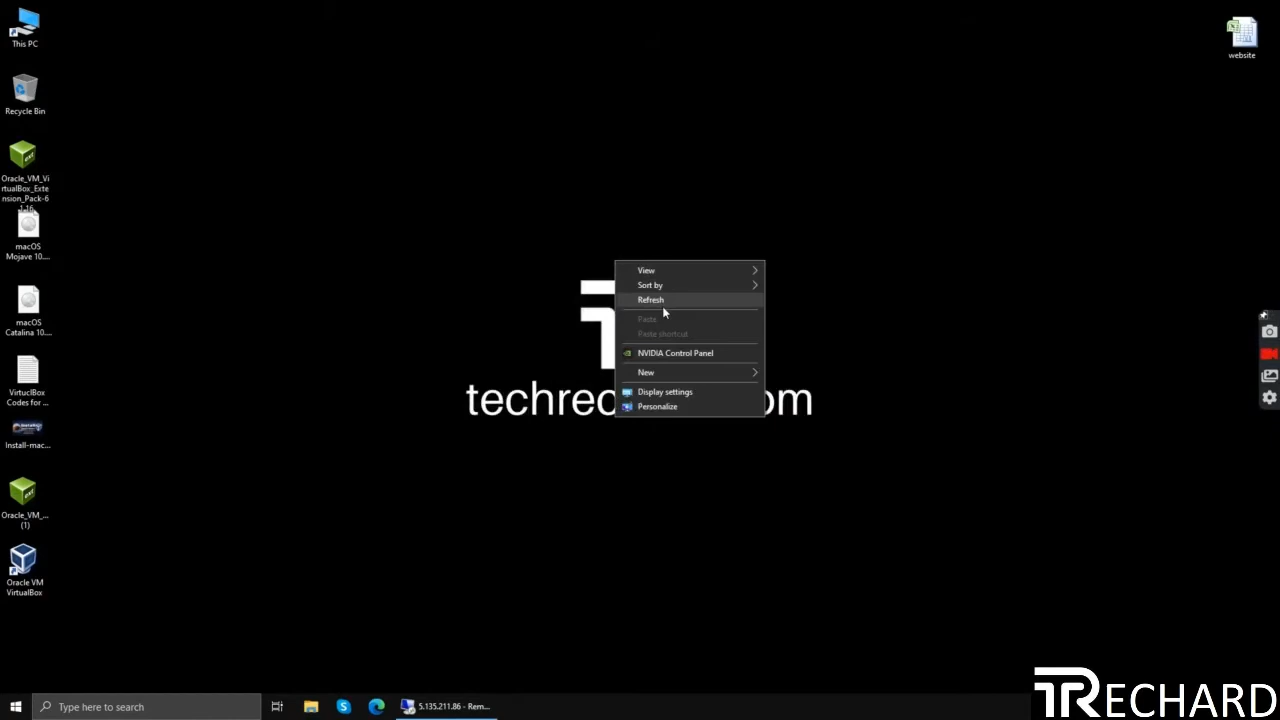 This PC
website
Recycle Bin
Oracle_VM_Vi
rtualBox_Exte
nsion_Pack-6
macOS
Mojave 10....
macOS
Catalina 10....
VirtuclBox
Codes for ...
Install-mac...
Oracle_VM_...
(1)
Oracle VM
VirtualBox
View
Sort by
Refresh
Paste
Paste shortcut
NVIDIA Control Panel
New
Display settings
Personalize
techrec
om
Type here to search
5.135.211.86 - Rem...
TRECHARD